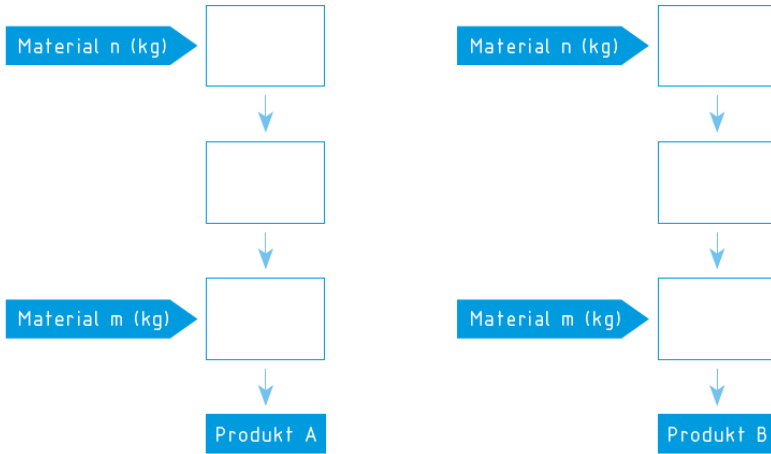 Material n (kg)
Material n (kg)
Material m (kg)
Material m (kg)
Produkt A
Produkt B